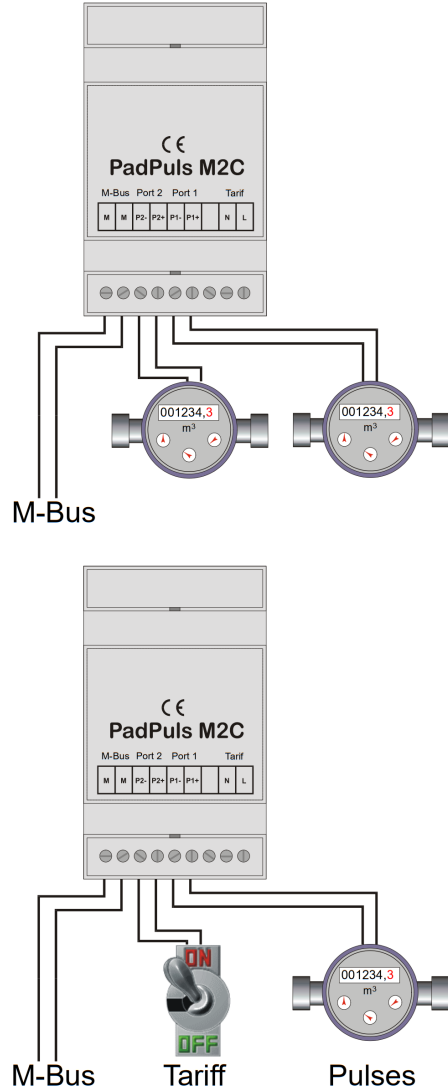 CE
PadPuls M2C
M-Bus Port 2 Port 1 Tarif
M M P2- P2+ P1- P1+ N L
001234,3
m³
001234,3
m³
M-Bus
CE
PadPuls M2C
M-Bus Port 2 Port 1 Tarif
M M P2- P2+ P1- P1+ N L
ON
OFF
001234,3
m³
M-Bus Tariff Pulses